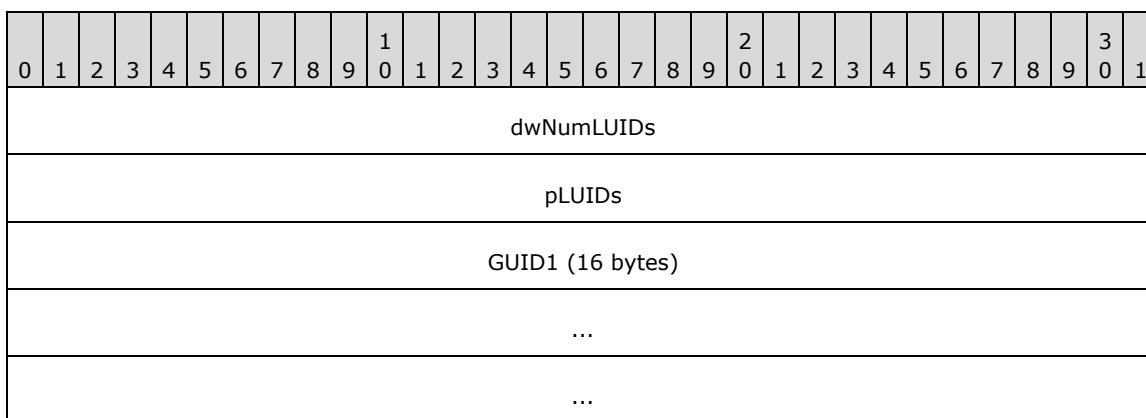 1 2 3
0 1 2 3 4 5 6 7 8 9 0 1 2 3 4 5 6 7 8 9 0 1 2 3 4 5 6 7 8 9 0 1
dwNumLUIDs
pLUIDs
GUID1 (16 bytes)
...
...